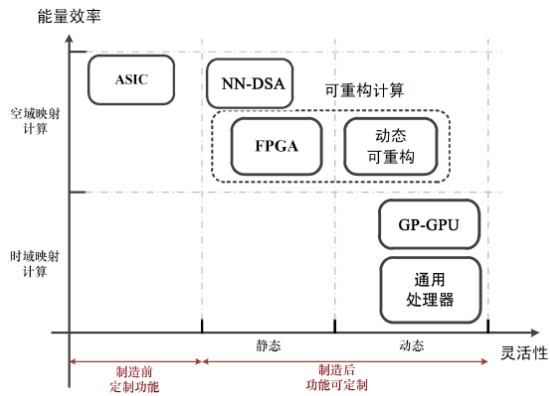 能量效率
ASIC
NN-DSA
可重构计算
空域映射
计算
FPGA
动态
可重构
GP-GPU
时域映射
计算
通用
处理器
静态
动态
灵活性
制造前
定制功能
制造后
功能可定制